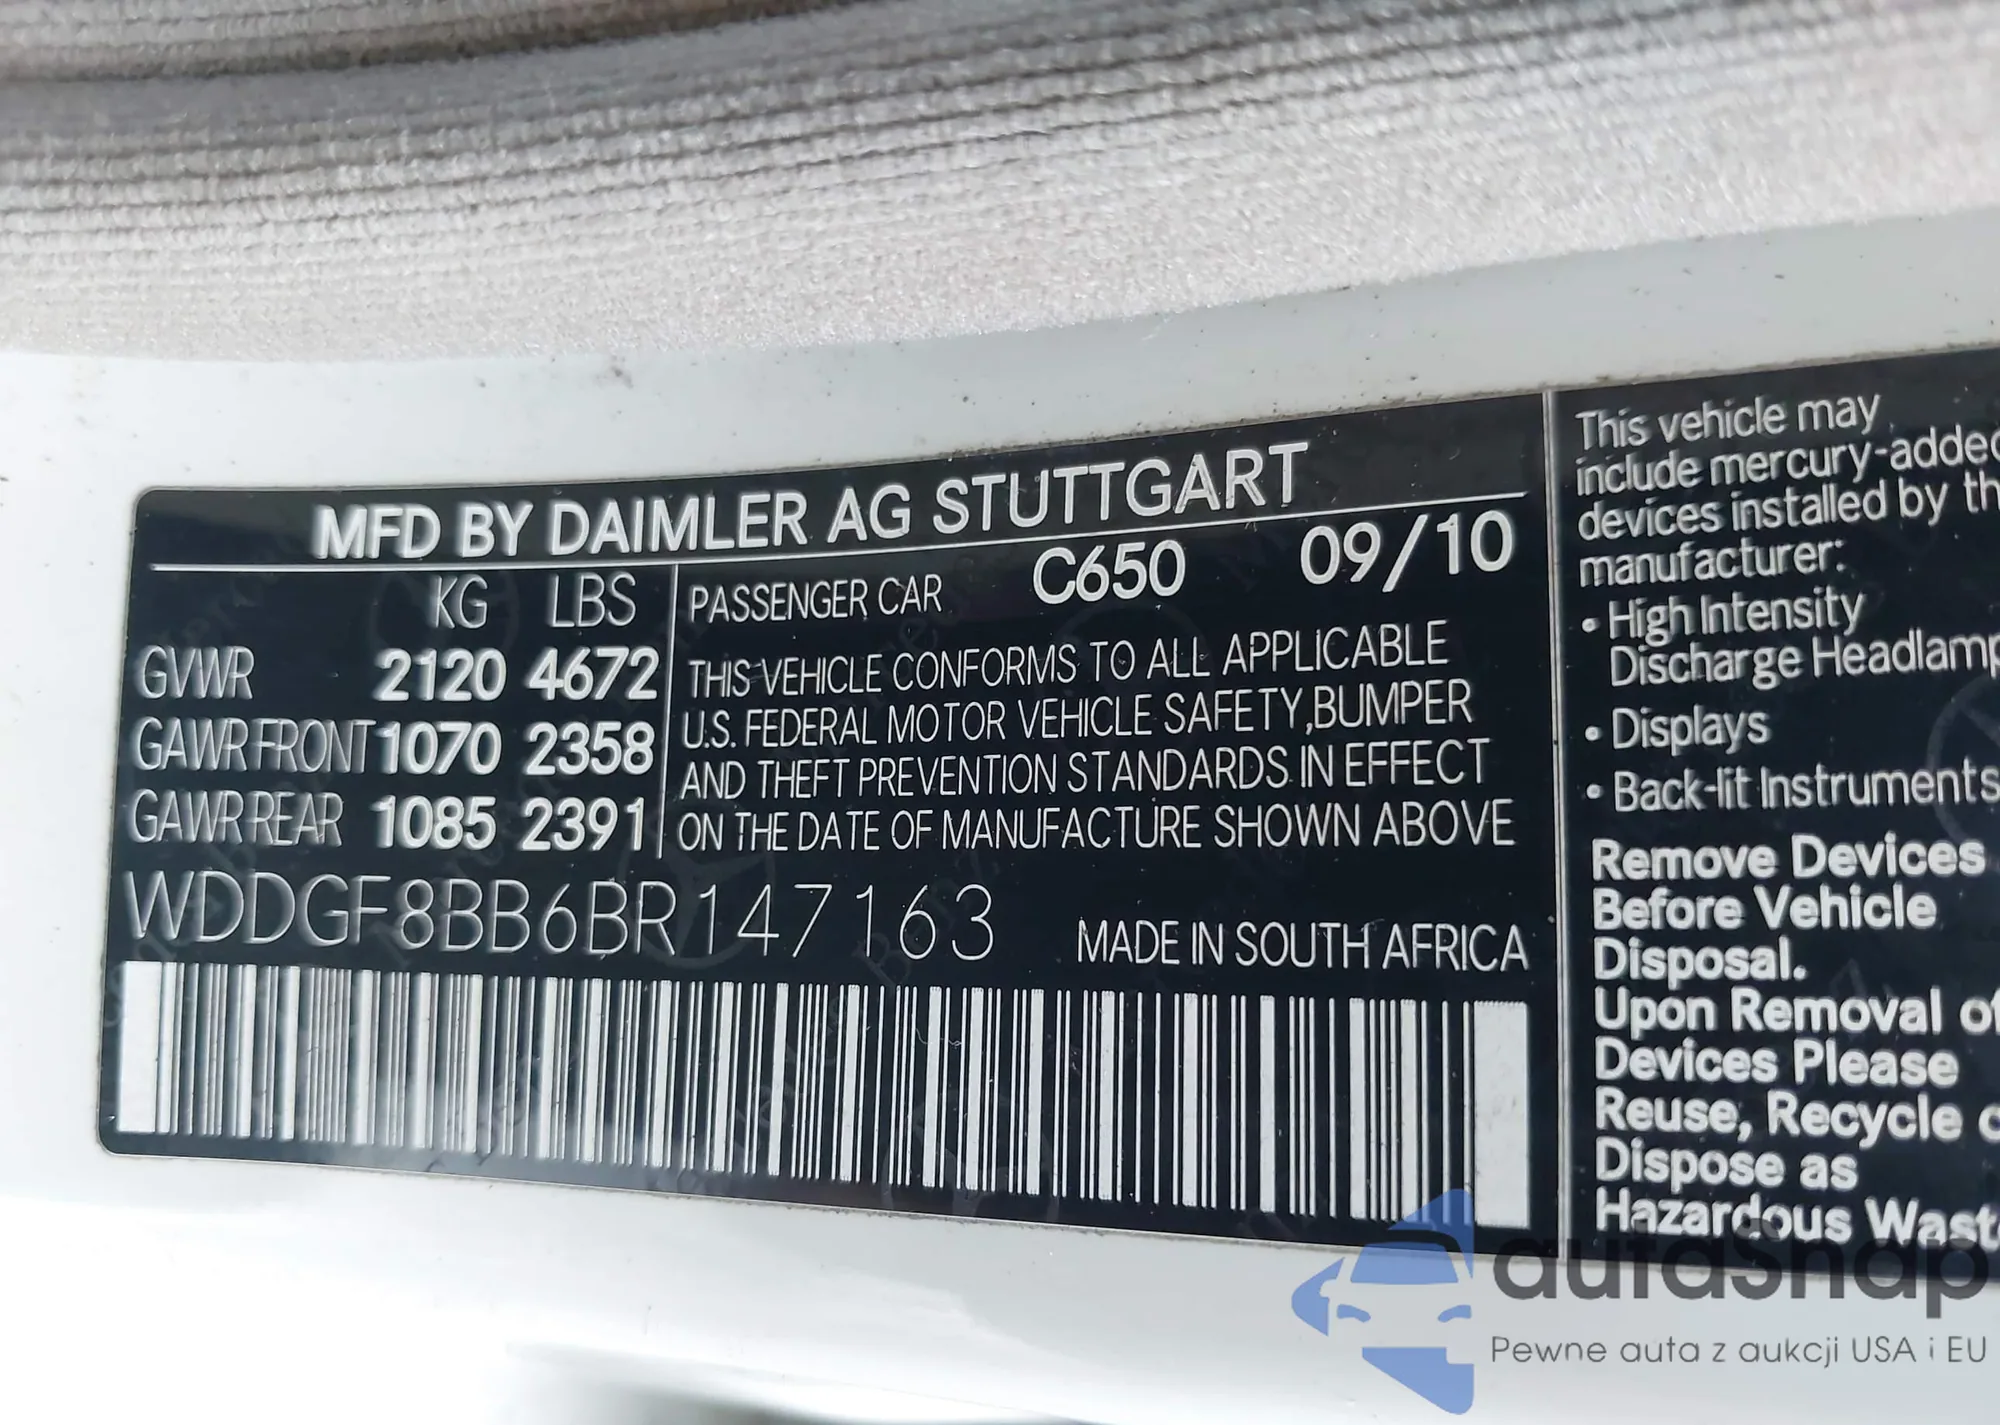 MFD BY DAIMLER AG STUTTGART
KG LBS
GVWR 2120 4672
GAWR FRONT 1070 2358
GAWR REAR 1085 2391
PASSENGER CAR C650 09/10
THIS VEHICLE CONFORMS TO ALL APPLICABLE
U.S. FEDERAL MOTOR VEHICLE SAFETY,BUMPER
AND THEFT PREVENTION STANDARDS IN EFFECT
ON THE DATE OF MANUFACTURE SHOWN ABOVE
WDDGF8BB6BR147163
MADE IN SOUTH AFRICA
This vehicle may
include mercury-added
devices installed by
manufacturer:
• High Intensity
Discharge
• Displays
• Back-lit Instruments
Remove Devices
Before Vehicle
Disposal.
Upon Removal of
Devices Please
Reuse, Recycle
Dispose as
Hazardous
autaSnap
Pewne auta z aukcji USA i EU